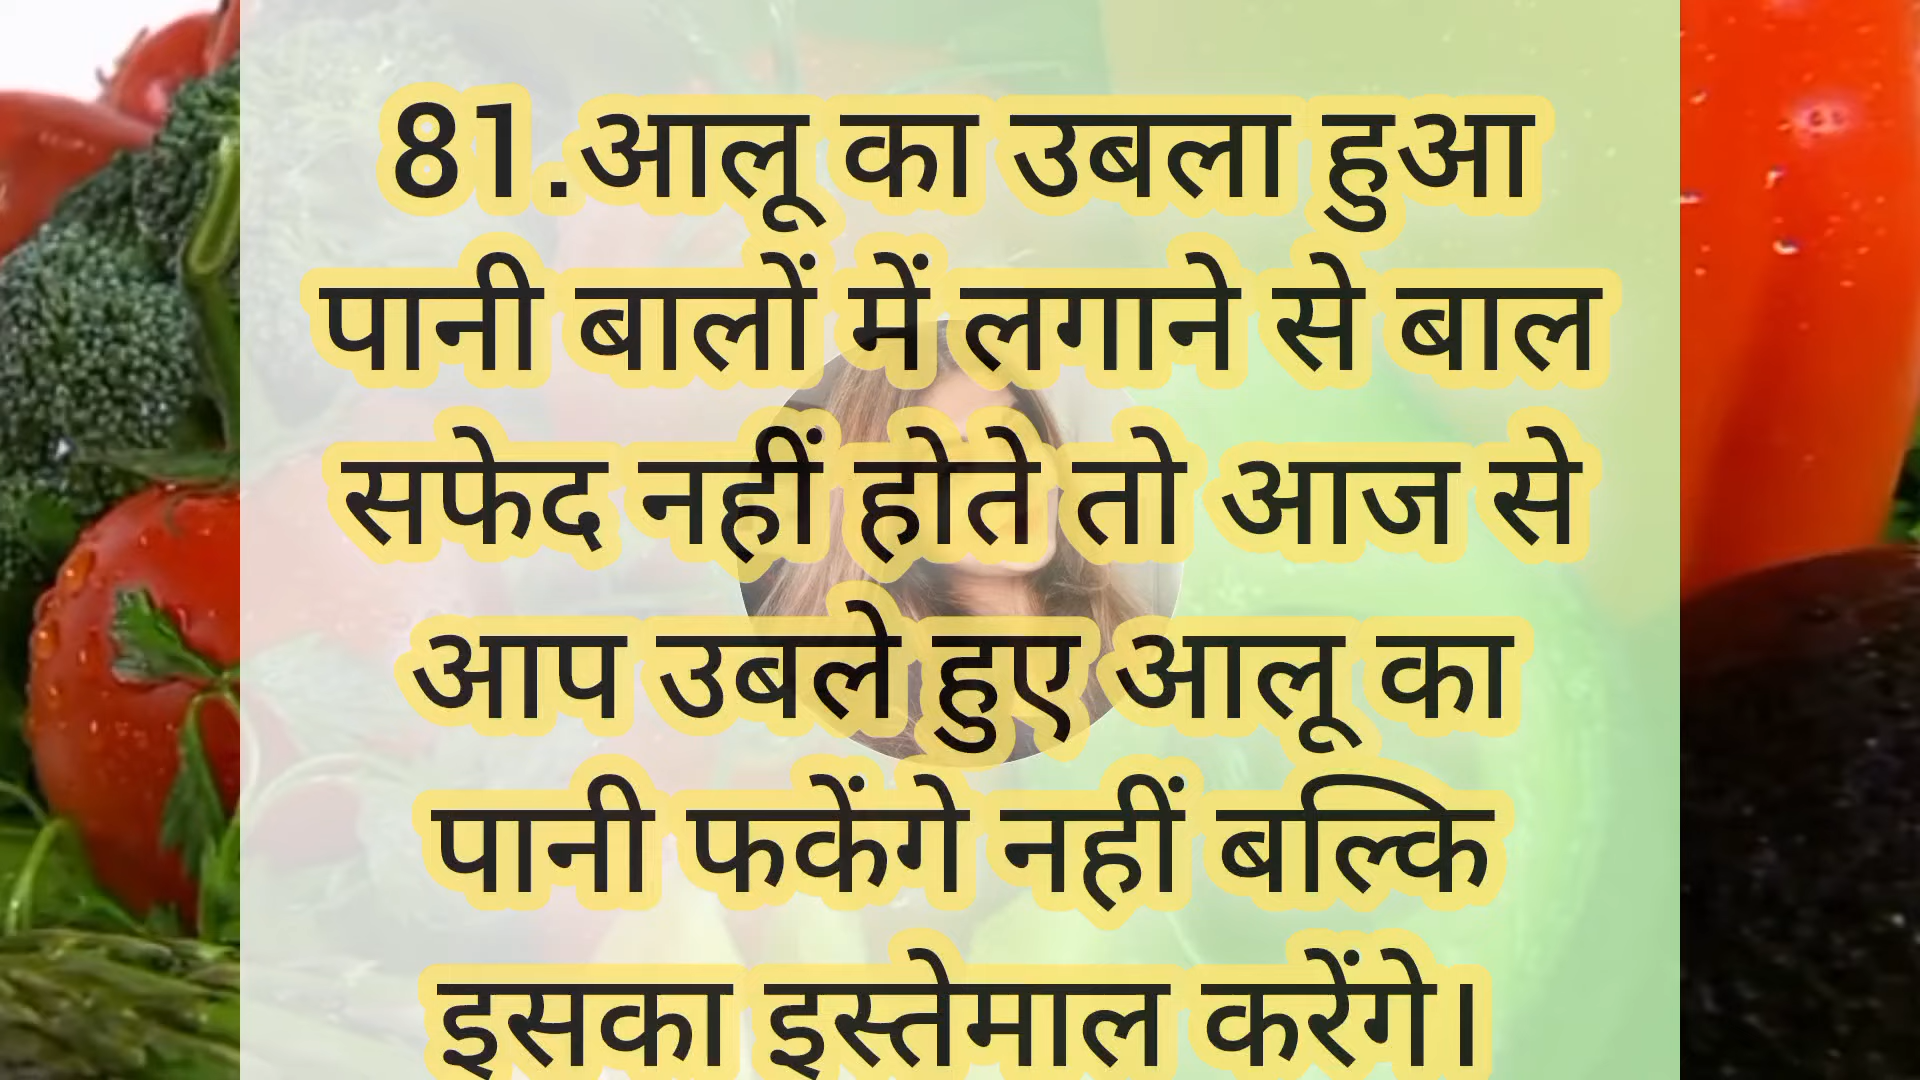 81.आलू का उबला हुआ
पानी बालों में लगाने से बाल
सफेद नहीं होते तो आज से
आप उबले हुए आलू का
पानी फकेंगे नहीं बल्कि
इसका इस्तेमाल करेंगे।